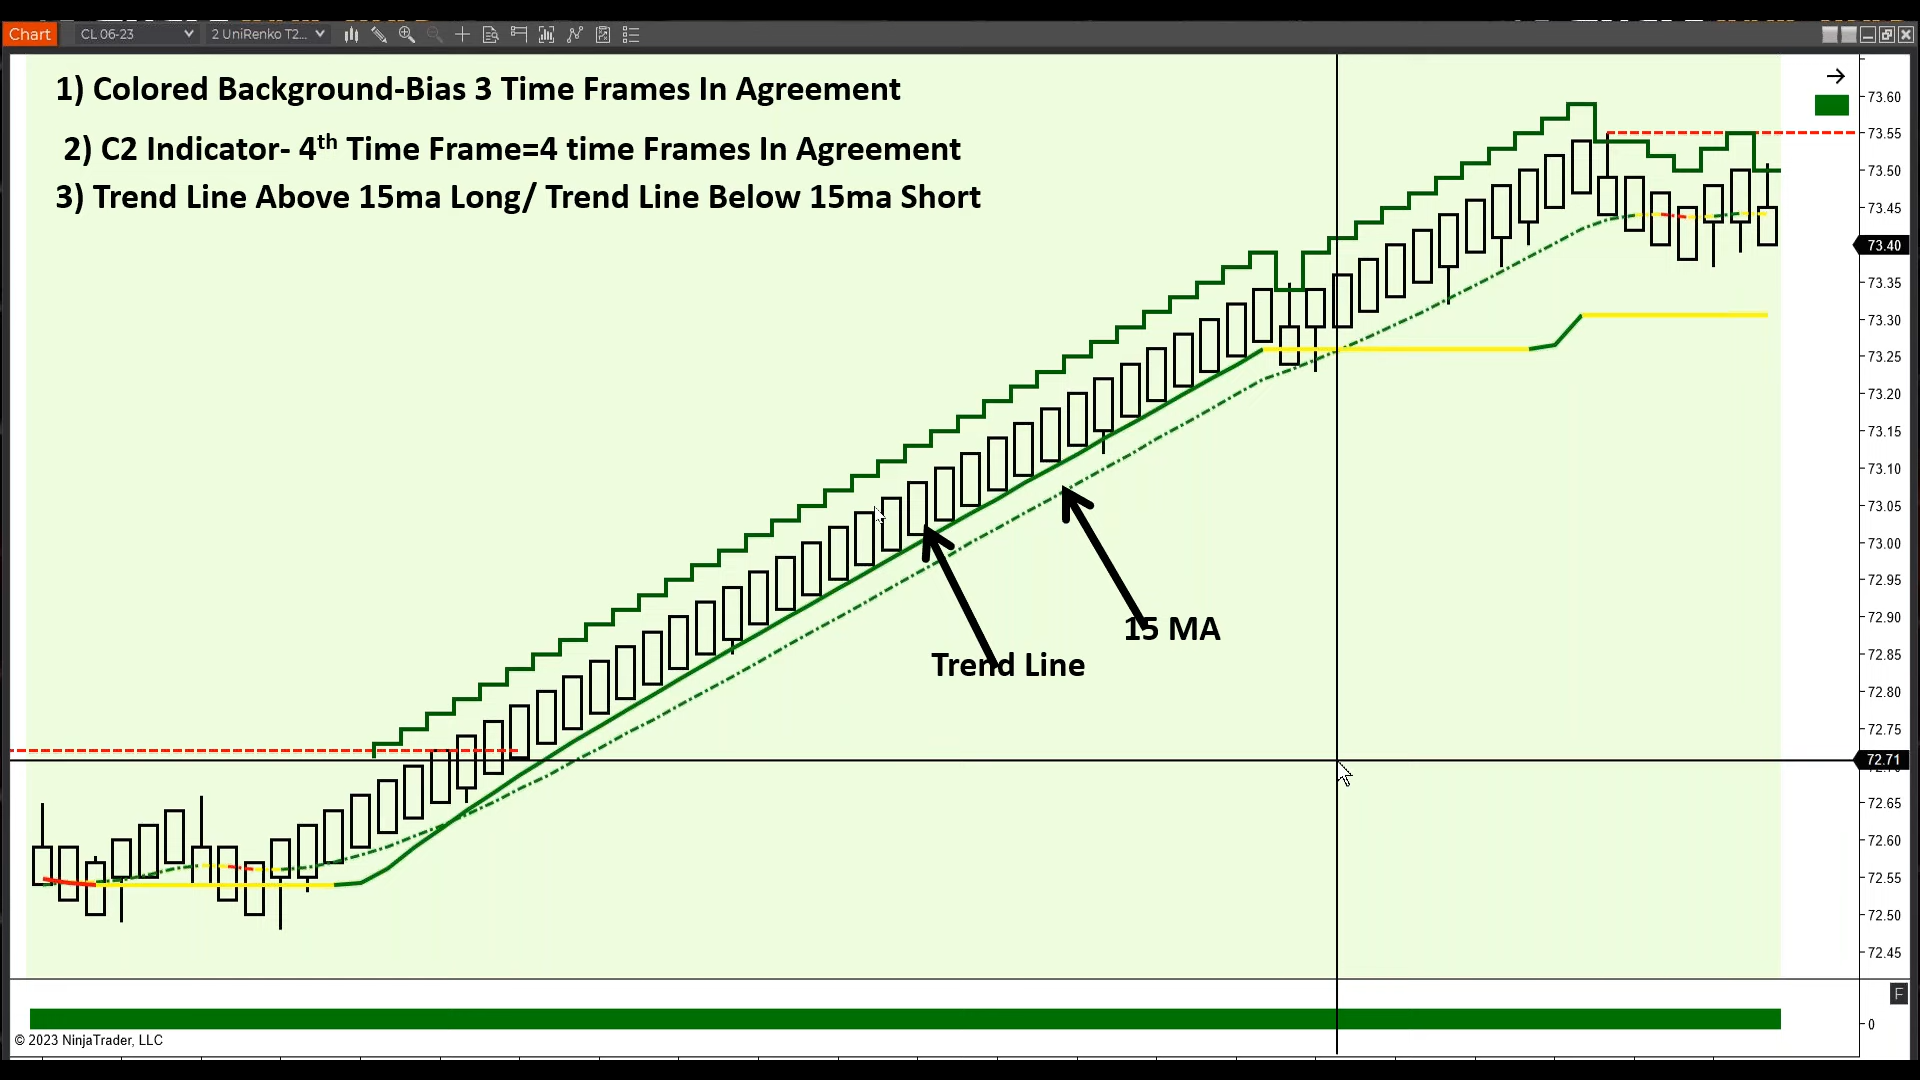 Chart
CL 06-23
2 UniRenko T2...
1) Colored Background-Bias 3 Time Frames In Agreement
2) C2 Indicator- 4th Time Frame=4 time Frames In Agreement
3) Trend Line Above 15ma Long/ Trend Line Below 15ma Short
73.60
73.55
73.50
73.45
73.40
73.35
73.30
73.25
73.20
73.15
73.10
73.05
73.00
72.95
72.90
15 MA
72.85
Trend Line
72.80
72.75
72.71
72.65
72.60
72.55
72.50
72.45
F
0
© 2023 NinjaTrader, LLC